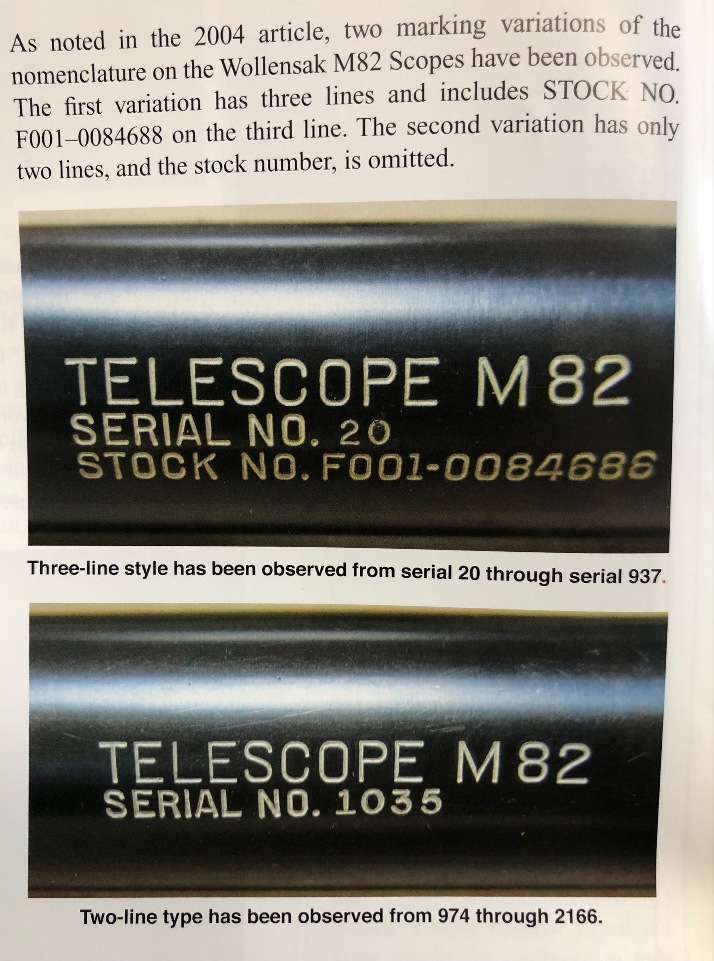 As noted in the 2004 article, two marking variations of the
nomenclature on the Wollensak M82 Scopes have been observed.
The first variation has three lines and includes STOCK NO.
F001–0084688 on the third line. The second variation has only
two lines, and the stock number, is omitted.
TELESCOPE M 82
SERIAL NO. 20
STOCK NO. F001-0084686
Three-line style has been observed from serial 20 through serial 937.
TELESCOPE M 82
SERIAL NO. 1035
Two-line type has been observed from 974 through 2166.